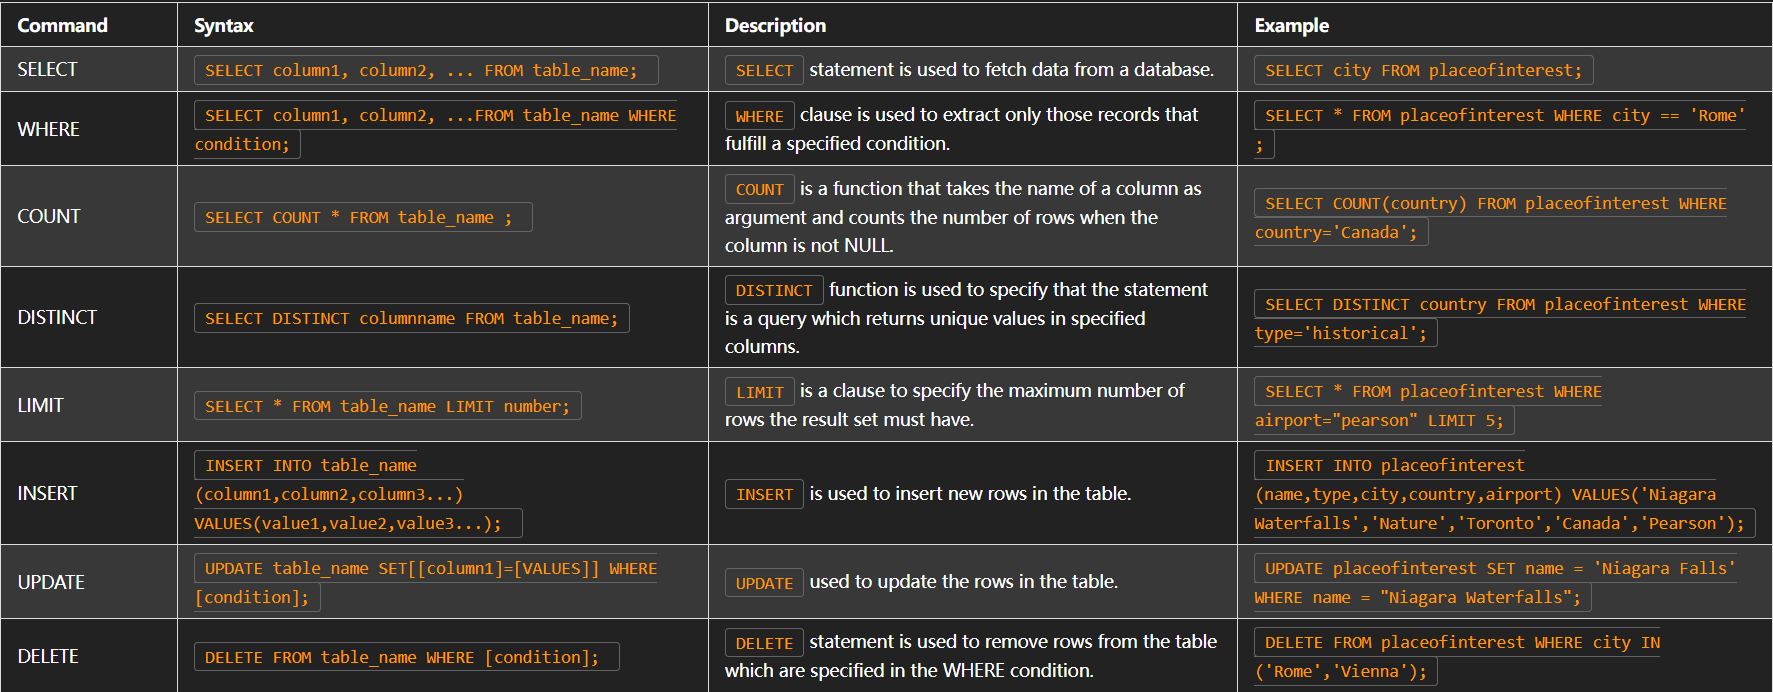 Command Syntax Description Example
SELECT SELECT column1, column2, ... FROM table_name; SELECT statement is used to fetch data from a database. SELECT city FROM placeofinterest;
WHERE
SELECT column1, column2, ...FROM table_name WHERE
condition;
WHERE clause is used to extract only those records that
fulfill a specified condition.
SELECT * FROM placeofinterest WHERE city == 'Rome'
;
COUNT
SELECT COUNT * FROM table_name ;
COUNT is a function that takes the name of a column as
argument and counts the number of rows when the
column is not NULL.
SELECT COUNT(country) FROM placeofinterest WHERE
country='Canada';
DISTINCT
SELECT DISTINCT columnname FROM table_name;
DISTINCT function is used to specify that the statement
is a query which returns unique values in specified
columns.
SELECT DISTINCT country FROM placeofinterest WHERE
type='historical';
LIMIT
SELECT * FROM table_name LIMIT number;
LIMIT is a clause to specify the maximum number of
rows the result set must have.
SELECT * FROM placeofinterest WHERE
airport="pearson" LIMIT 5;
INSERT
INSERT INTO table_name
(column1,column2,column3...)
VALUES(value1,value2,value3...);
INSERT is used to insert new rows in the table.
INSERT INTO placeofinterest
(name,type,city,country,airport) VALUES('Niagara
Waterfalls','Nature','Toronto','Canada','Pearson');
UPDATE
UPDATE table_name SET[[column1]=[VALUES]] WHERE
[condition];
UPDATE used to update the rows in the table.
UPDATE placeofinterest SET name = 'Niagara Falls'
WHERE name = "Niagara Waterfalls";
DELETE
DELETE FROM table_name WHERE [condition];
DELETE statement is used to remove rows from the table
which are specified in the WHERE condition.
DELETE FROM placeofinterest WHERE city IN
('Rome','Vienna');